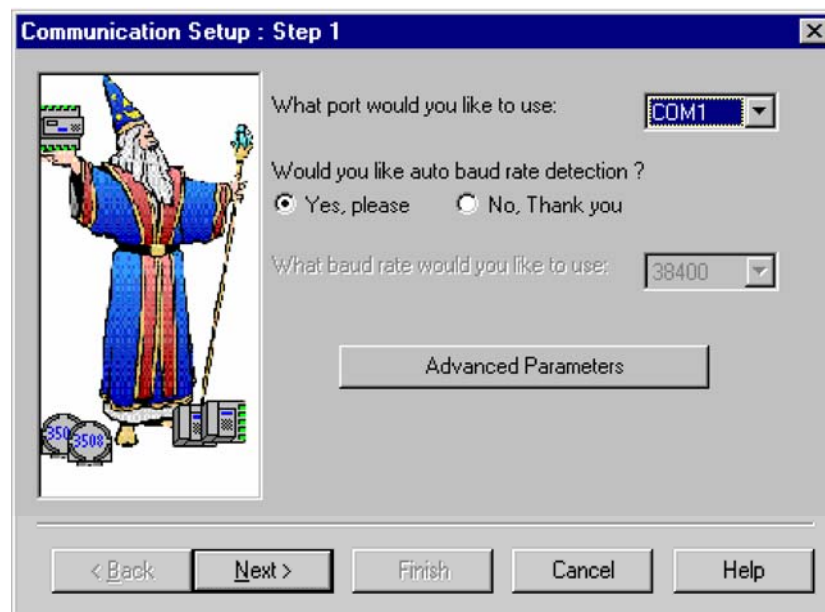 Communication Setup : Step 1
What port would you like to use:
COM1
Would you like auto baud rate detection ?
Yes, please
No, Thank you
What baud rate would you like to use:
38400
Advanced Parameters
350
3508
< Back
Next >
Finish
Cancel
Help